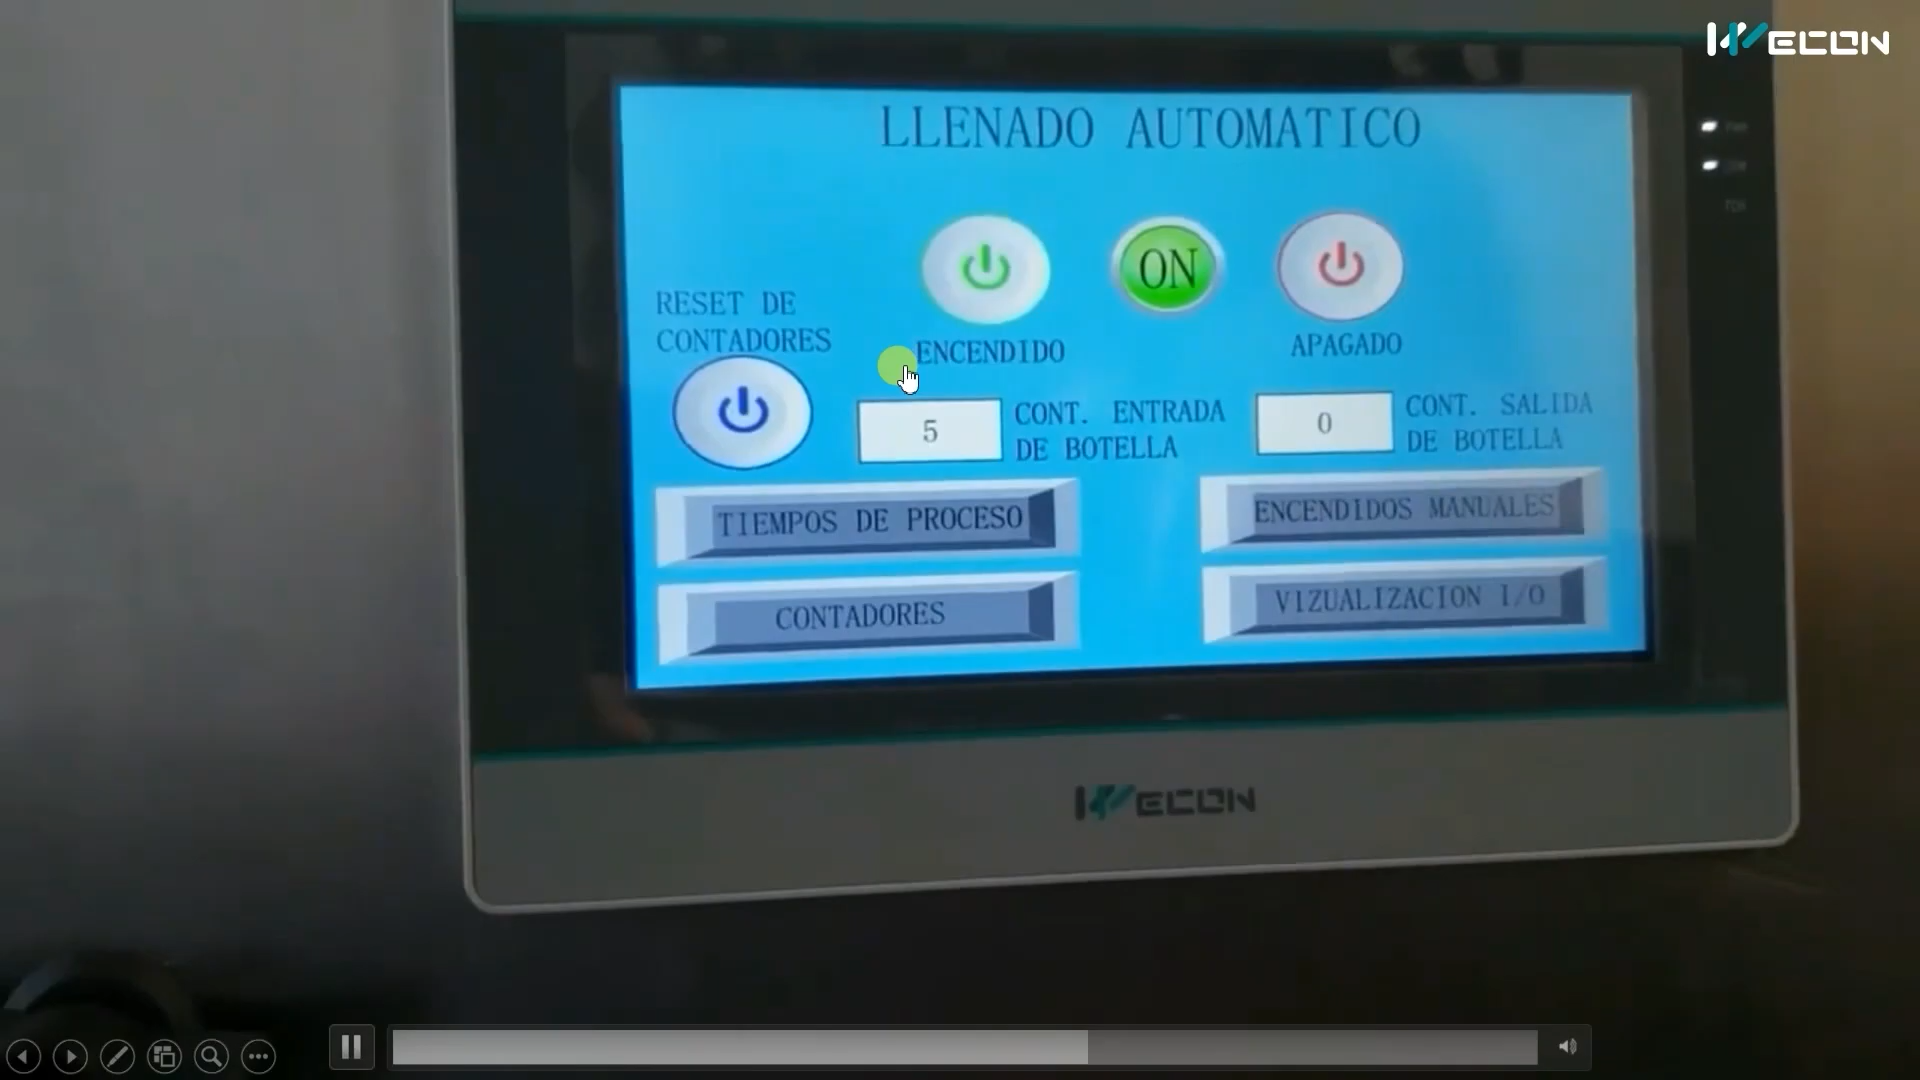 WECON
LLENADO AUTOMATICO
ON
RESET DE
CONTADORES
ENCENDIDO
APAGADO
5
CONT. ENTRADA
DE BOTELLA
0
CONT. SALIDA
DE BOTELLA
TIEMPOS DE PROCESO
ENCENDIDOS MANUALES
CONTADORES
VIZUALIZACION I/O
WECON